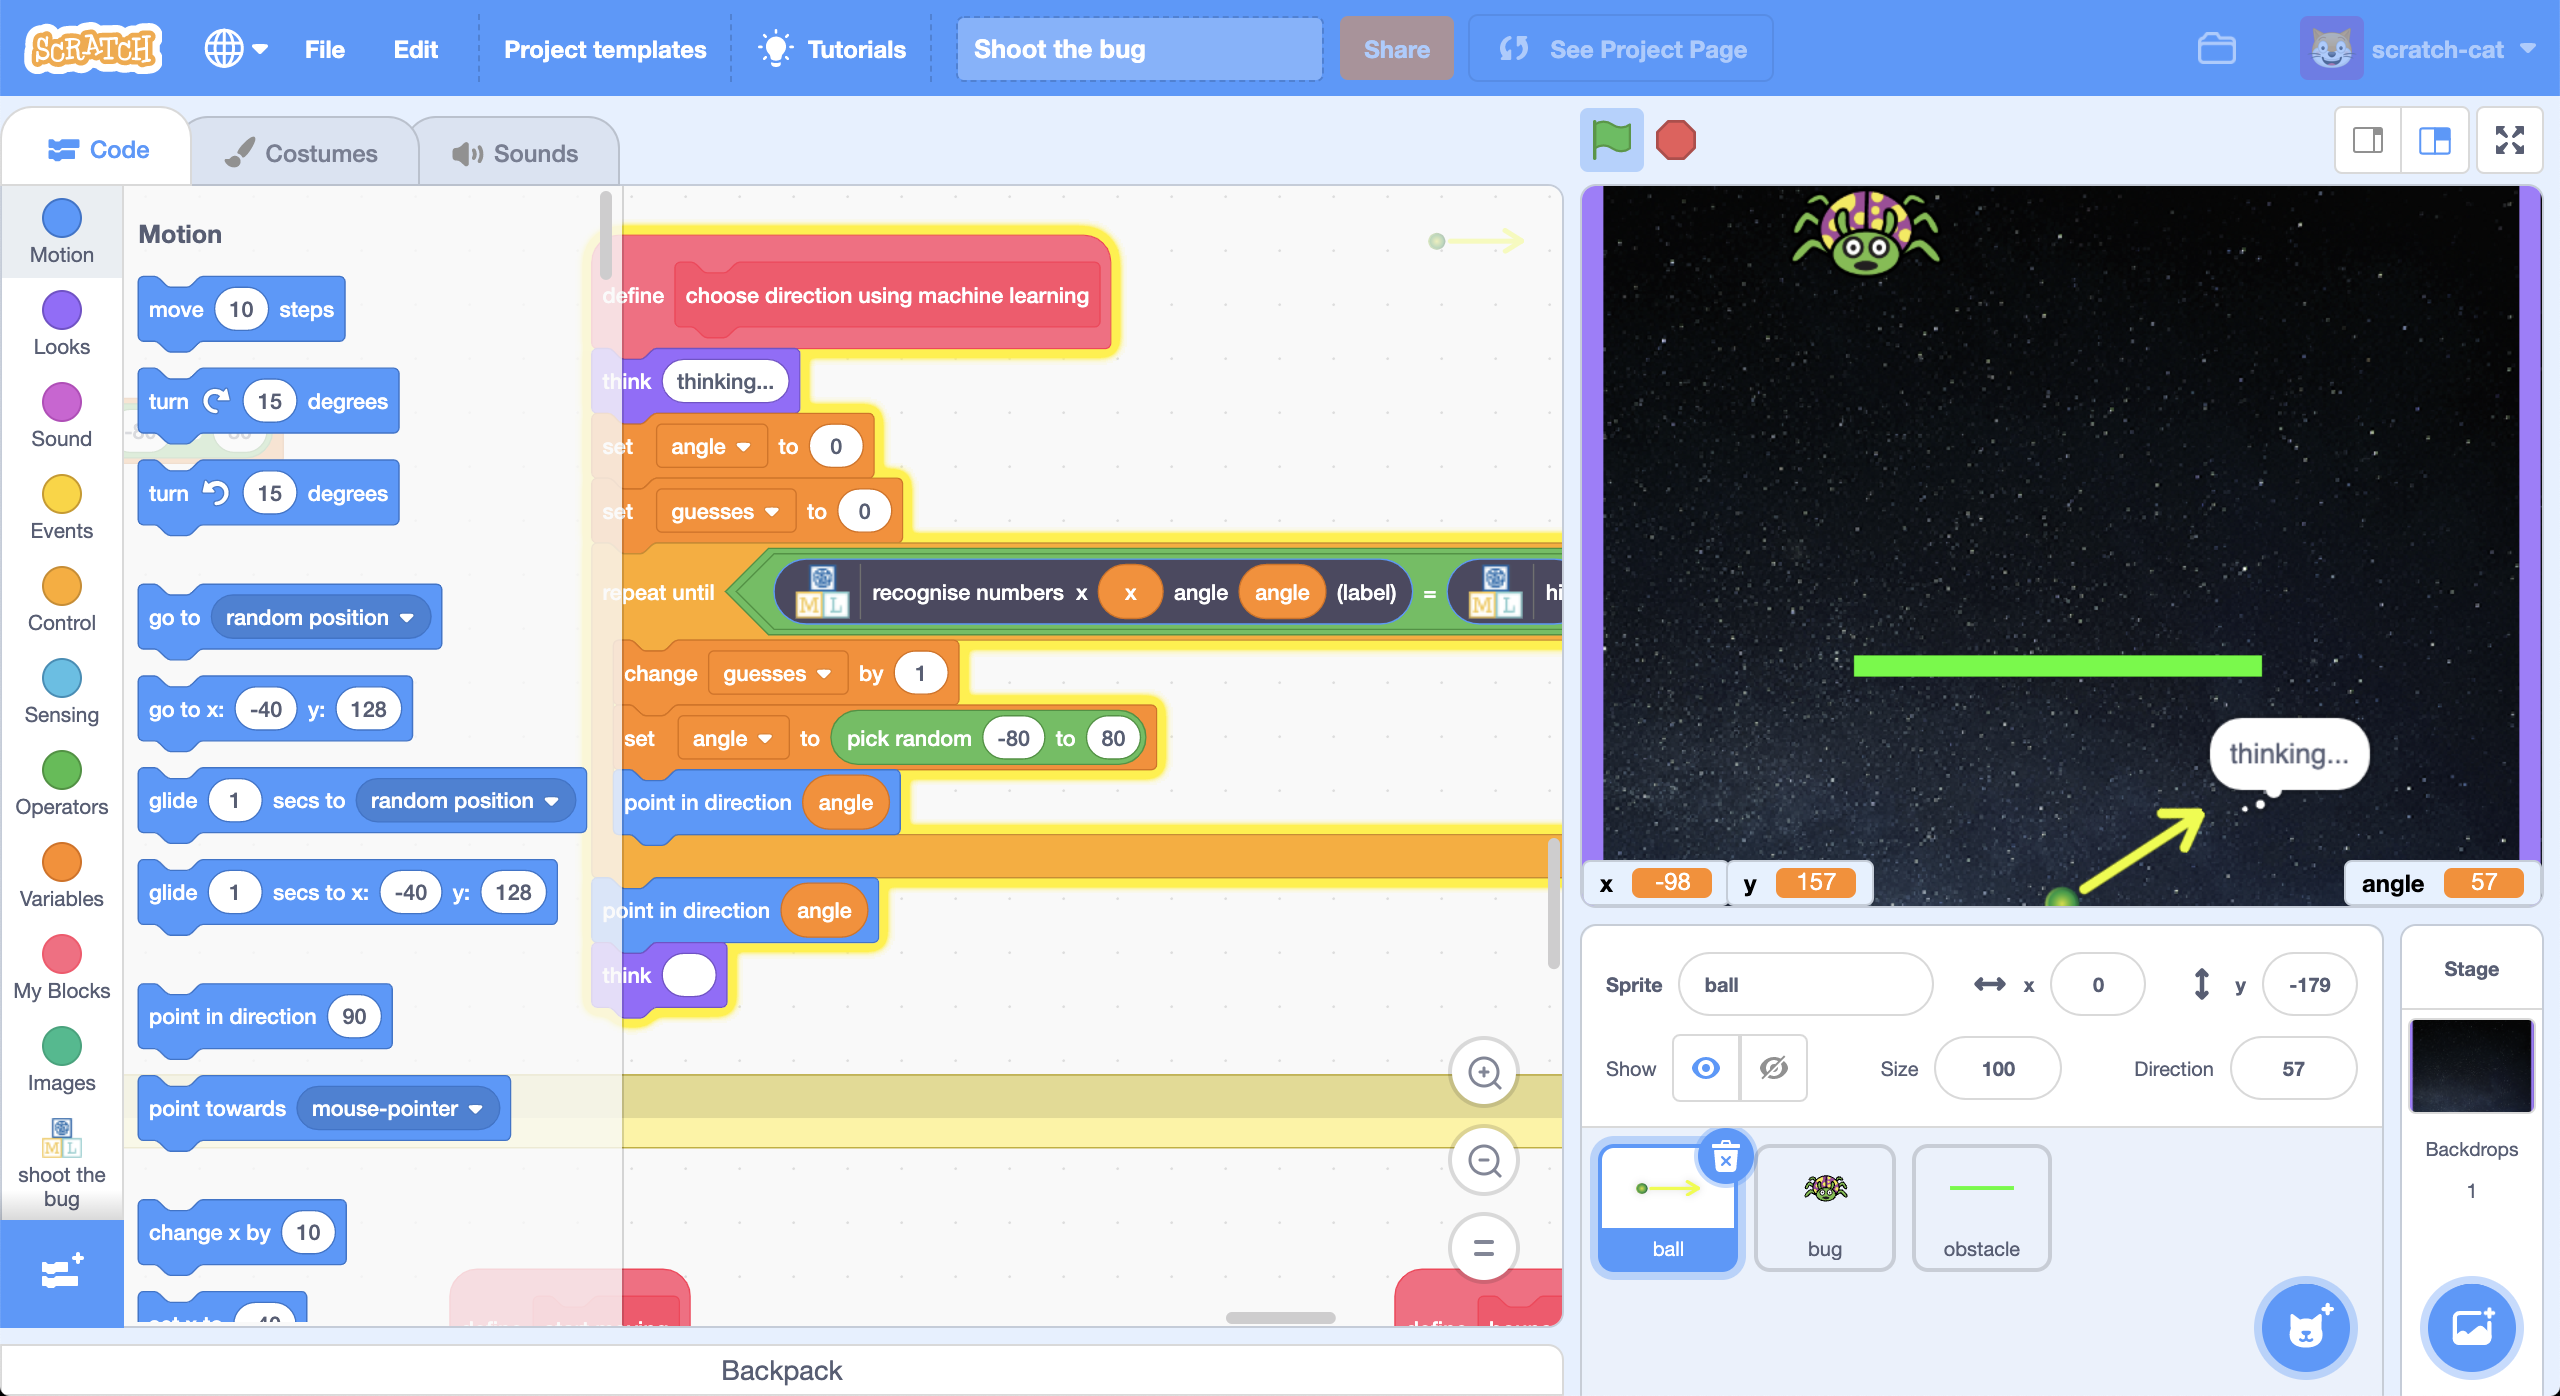 SCRATCH File Edit Project templates Tutorials Shoot the bug Share See Project Page scratch-cat
Code Costumes Sounds
Motion
Looks
Sound
Events
Control
Sensing
Operators
Variables
My Blocks
Images
M L
shoot the
bug
Motion
move 10 steps
turn 15 degrees
turn 15 degrees
go to random position
go to x: -40 y: 128
glide 1 secs to random position
glide 1 secs to x: -40 y: 128
point in direction 90
point towards mouse-pointer
change x by 10
define choose direction using machine learning
think thinking...
set angle to 0
set guesses to 0
repeat until M L recognise numbers x x angle angle (label) = M L hi
change guesses by 1
set angle to pick random -80 to 80
point in direction angle
point in direction angle
think
define start moving
define
Backpack
thinking...
x -98 y 157 angle 57
Sprite ball x 0 y -179
Show Size 100 Direction 57
ball bug obstacle
Stage
Backdrops
1